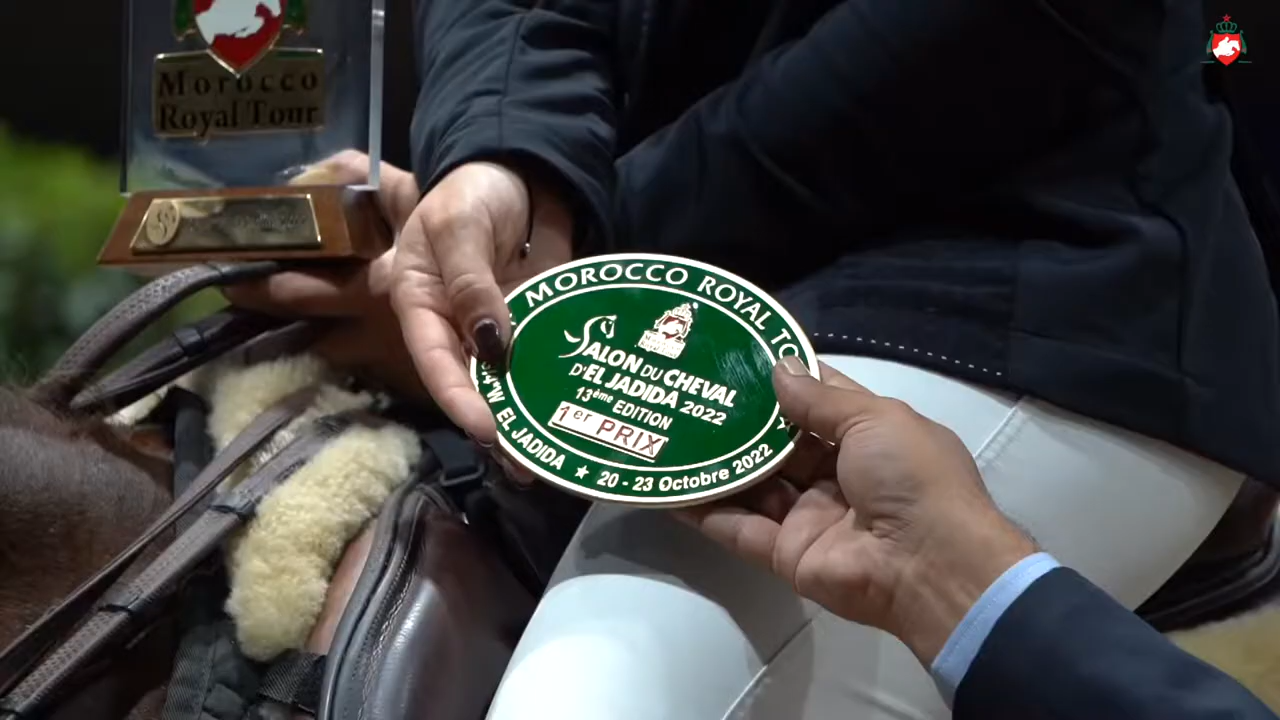 Morocco
Royal Tour
MOROCCO ROYAL TO
SALON DU CHEVAL
D'EL JADIDA 2022
13ème EDITION
1er PRIX
EL JADIDA ★ 20 - 23 Octobre 2022